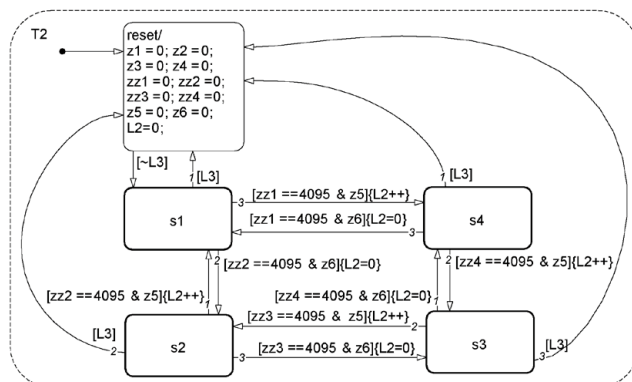 T2
reset/
z1 = 0; z2 = 0;
z3 = 0; z4 = 0;
zz1 = 0; zz2 = 0;
zz3 = 0; zz4 = 0;
z5 = 0; z6 = 0;
L2=0;
[~L3]
1 [L3]
1 [L3]
s1
3 [zz1 ==4095 & z5]{L2++}
[zz1 ==4095 & z6]{L2=0} 3
s4
2 [zz2 ==4095 & z6]{L2=0}
2 [zz4 ==4095 & z5]{L2++}
[zz2 ==4095 & z5]{L2++} 1
[zz4 ==4095 & z6]{L2=0} 1
[zz3 ==4095 & z5]{L2++} 2
[L3] 2
s2
3 [zz3 ==4095 & z6]{L2=0}
s3
3 [L3]